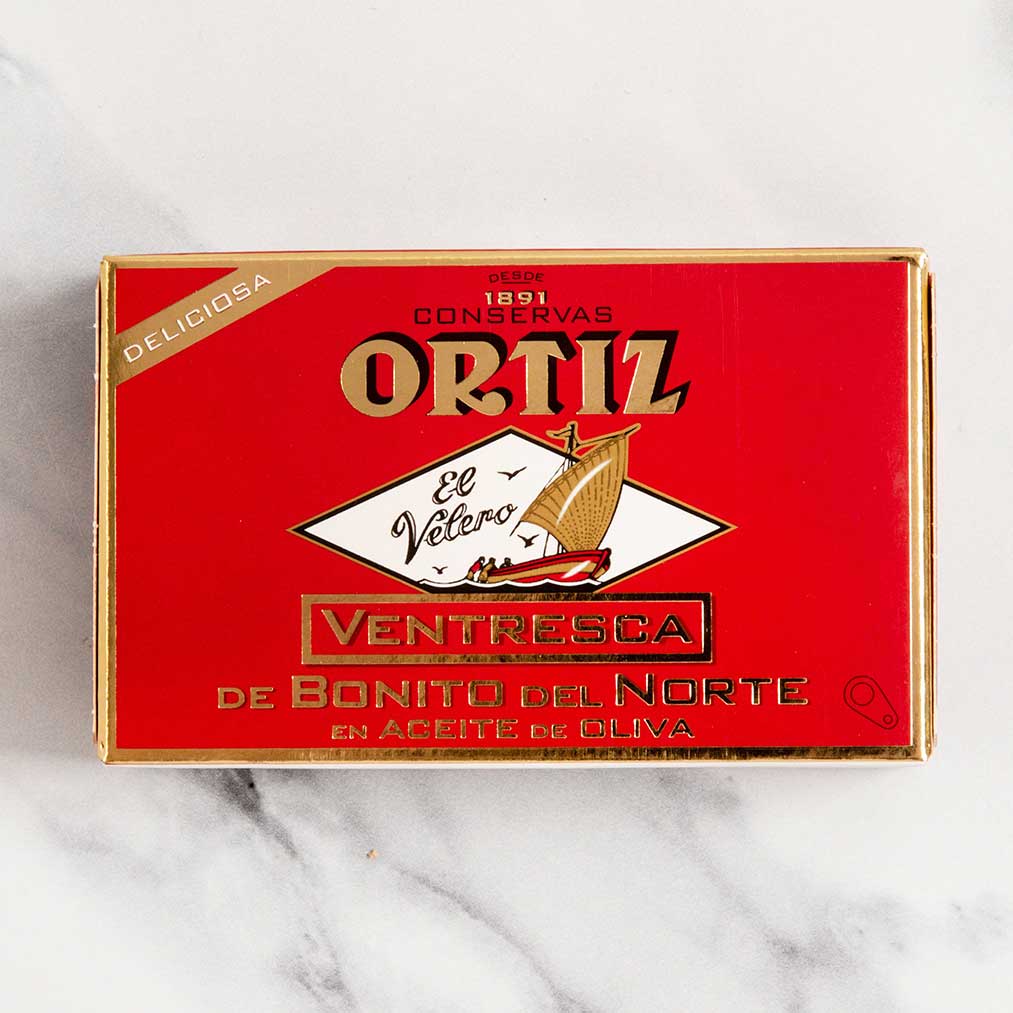 DELICIOSA
DESDE
1891
CONSERVAS
ORTIZ
El
Velero
VENTRESCA
DE BONITO DEL NORTE
EN ACEITE DE OLIVA